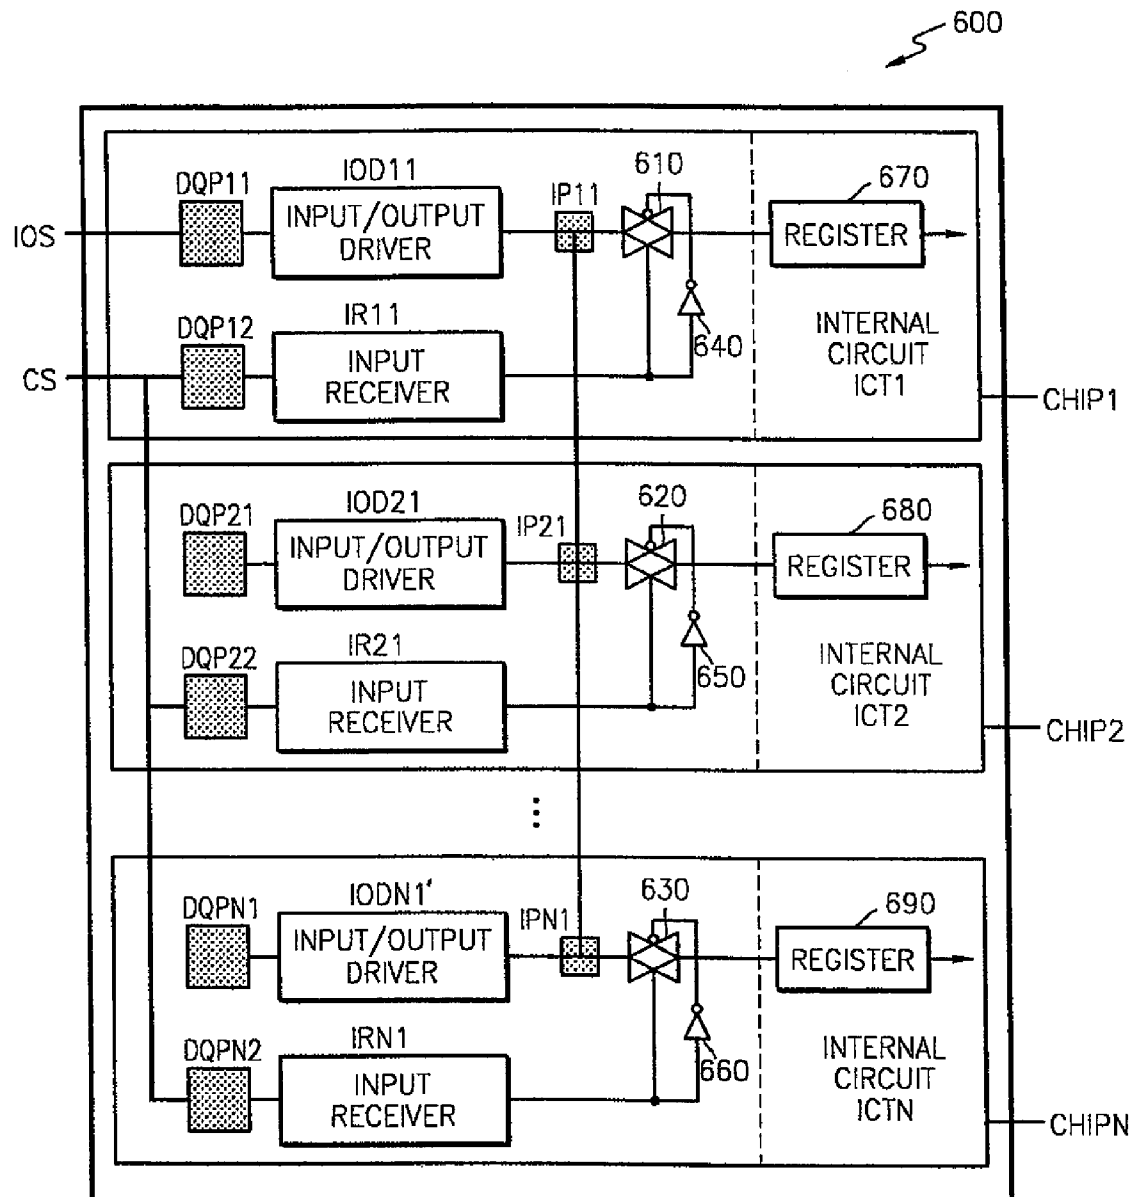 600
IOD11
610
670
DQP11
IP11
IOS
INPUT/OUTPUT
DRIVER
REGISTER
IR11
DQP12
640
INTERNAL
CIRCUIT
ICT1
CS
INPUT
RECEIVER
CHIP1
IOD21
620
680
DQP21
IP21
INPUT/OUTPUT
DRIVER
REGISTER
IR21
DQP22
650
INTERNAL
CIRCUIT
ICT2
INPUT
RECEIVER
CHIP2
IODN1'
630
690
DQPN1
IPN1
INPUT/OUTPUT
DRIVER
REGISTER
IRN1
DQPN2
660
INTERNAL
CIRCUIT
ICTN
INPUT
RECEIVER
CHIPN